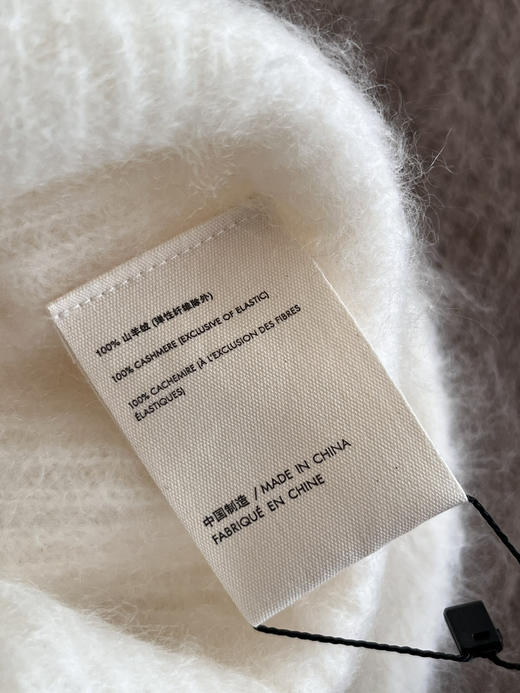 100% 山羊绒 (弹性纤维除外)
100% CASHMERE (EXCLUSIVE OF ELASTIC)
100% CACHEMIRE (À L'EXCLUSION DES FIBRES
ÉLASTIQUES)
中国制造 / MADE IN CHINA
FABRIQUÉ EN CHINE